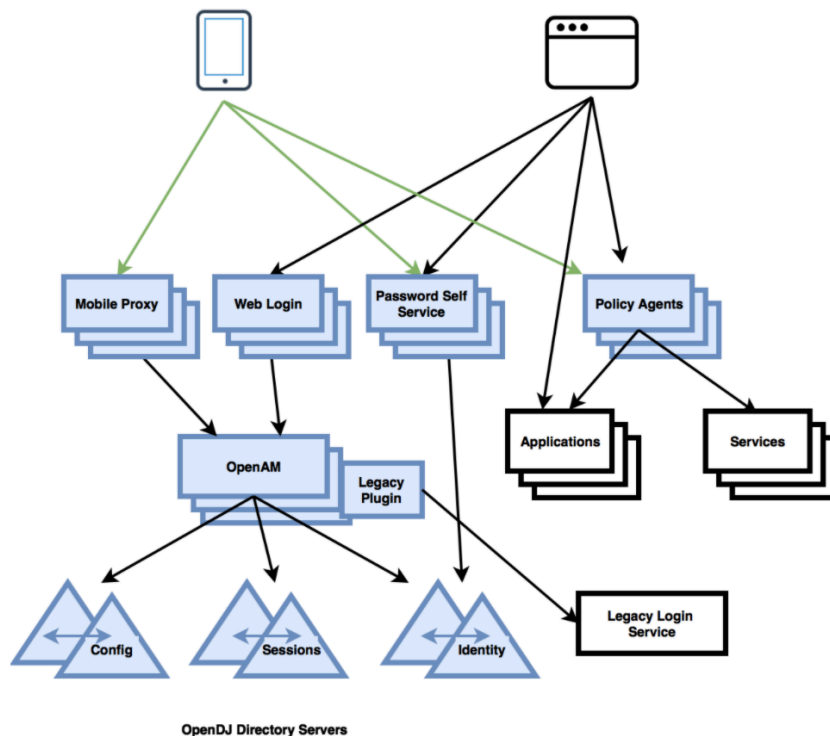 Mobile Proxy
Web Login
Password Self
Service
Policy Agents
Applications
Services
OpenAM
Legacy
Plugin
Config
Sessions
Identity
Legacy Login
Service
OpenDJ Directory Servers